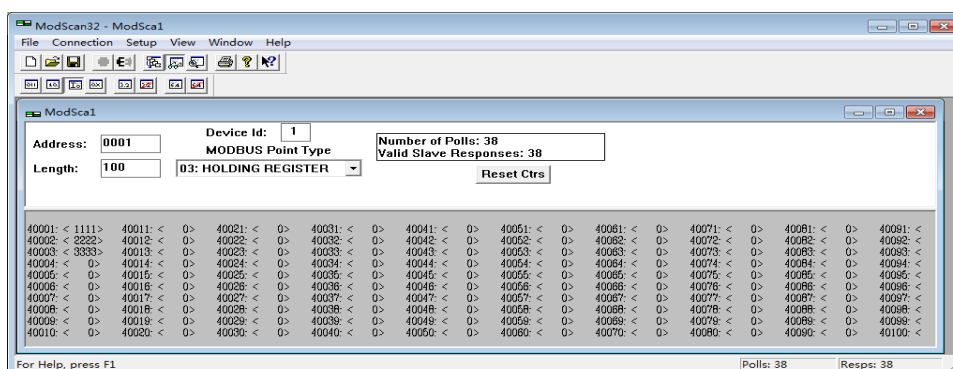 ModScan32 - ModSca1
File Connection Setup View Window Help
ModSca1
Address: 0001
Device Id: 1
MODBUS Point Type
Length: 100
03: HOLDING REGISTER
Number of Polls: 38
Valid Slave Responses: 38
Reset Ctrs
40001: < 1111> 40011: < 0> 40021: < 0> 40031: < 0> 40041: < 0> 40051: < 0> 40061: < 0> 40071: < 0> 40081: < 0> 40091: <
40002: < 2222> 40012: < 0> 40022: < 0> 40032: < 0> 40042: < 0> 40052: < 0> 40062: < 0> 40072: < 0> 40082: < 0> 40092: <
40003: < 3333> 40013: < 0> 40023: < 0> 40033: < 0> 40043: < 0> 40053: < 0> 40063: < 0> 40073: < 0> 40083: < 0> 40093: <
40004: < 0> 40014: < 0> 40024: < 0> 40034: < 0> 40044: < 0> 40054: < 0> 40064: < 0> 40074: < 0> 40084: < 0> 40094: <
40005: < 0> 40015: < 0> 40025: < 0> 40035: < 0> 40045: < 0> 40055: < 0> 40065: < 0> 40075: < 0> 40085: < 0> 40095: <
40006: < 0> 40016: < 0> 40026: < 0> 40036: < 0> 40046: < 0> 40056: < 0> 40066: < 0> 40076: < 0> 40086: < 0> 40096: <
40007: < 0> 40017: < 0> 40027: < 0> 40037: < 0> 40047: < 0> 40057: < 0> 40067: < 0> 40077: < 0> 40087: < 0> 40097: <
40008: < 0> 40018: < 0> 40028: < 0> 40038: < 0> 40048: < 0> 40058: < 0> 40068: < 0> 40078: < 0> 40088: < 0> 40098: <
40009: < 0> 40019: < 0> 40029: < 0> 40039: < 0> 40049: < 0> 40059: < 0> 40069: < 0> 40079: < 0> 40089: < 0> 40099: <
40010: < 0> 40020: < 0> 40030: < 0> 40040: < 0> 40050: < 0> 40060: < 0> 40070: < 0> 40080: < 0> 40090: < 0> 40100: <
For Help, press F1
Polls: 38
Resps: 38